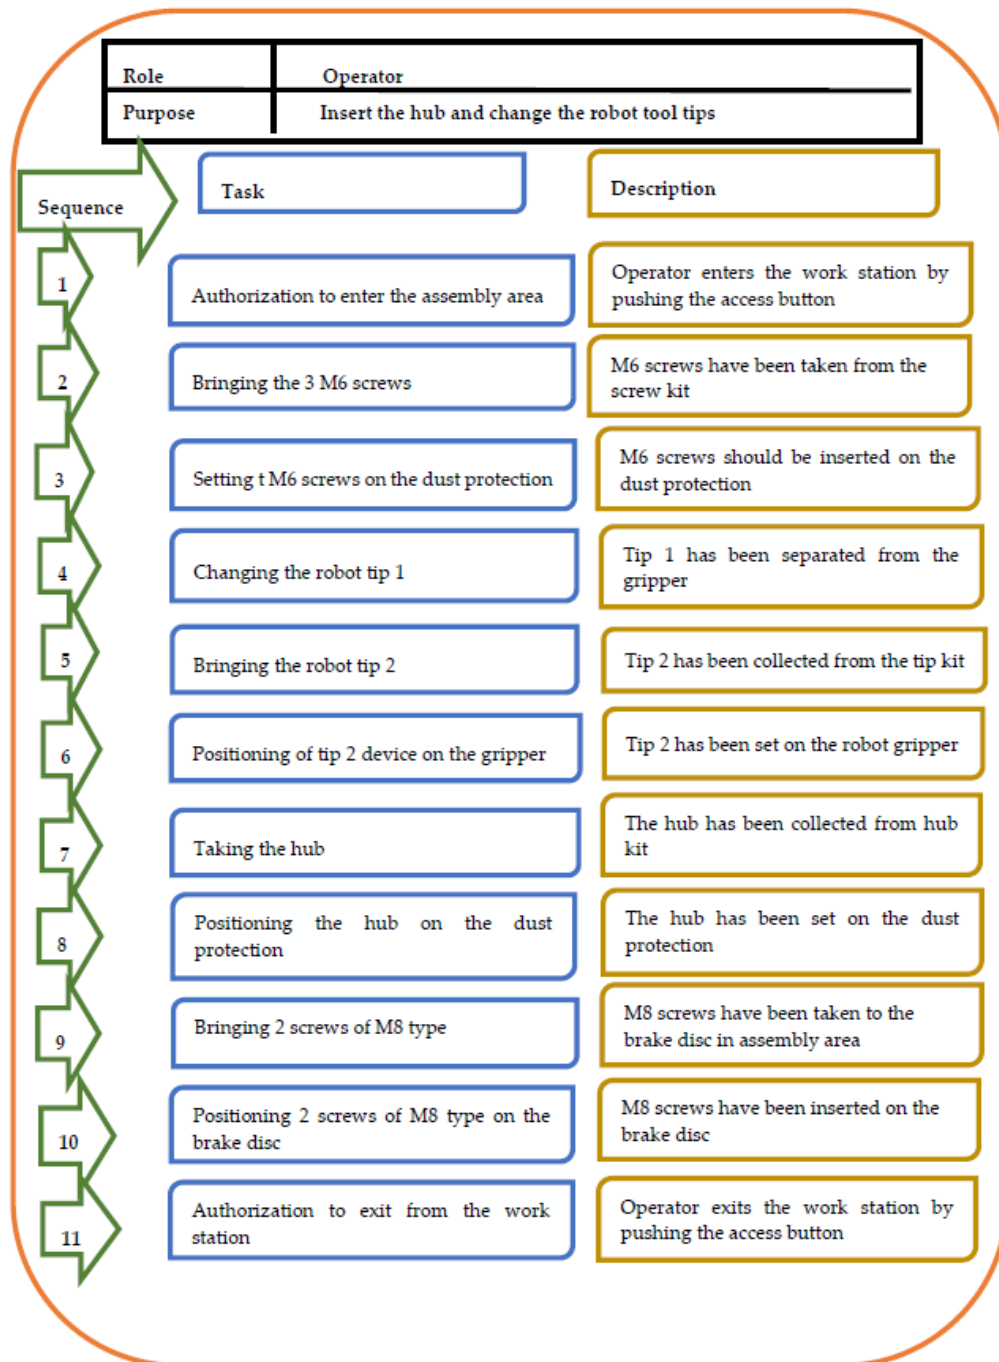 Role Operator
Purpose Insert the hub and change the robot tool tips
Sequence Task Description
1
Authorization to enter the assembly area
Operator enters the work station by
pushing the access button
2
Bringing the 3 M6 screws
M6 screws have been taken from the
screw kit
3
Setting t M6 screws on the dust protection
M6 screws should be inserted on the
dust protection
4
Changing the robot tip 1
Tip 1 has been separated from the
gripper
5
Bringing the robot tip 2
Tip 2 has been collected from the tip kit
6
Positioning of tip 2 device on the gripper
Tip 2 has been set on the robot gripper
7
Taking the hub
The hub has been collected from hub
kit
8
Positioning the hub on the dust
protection
The hub has been set on the dust
protection
9
Bringing 2 screws of M8 type
M8 screws have been taken to the
brake disc in assembly area
10
Positioning 2 screws of M8 type on the
brake disc
M8 screws have been inserted on the
brake disc
11
Authorization to exit from the work
station
Operator exits the work station by
pushing the access button